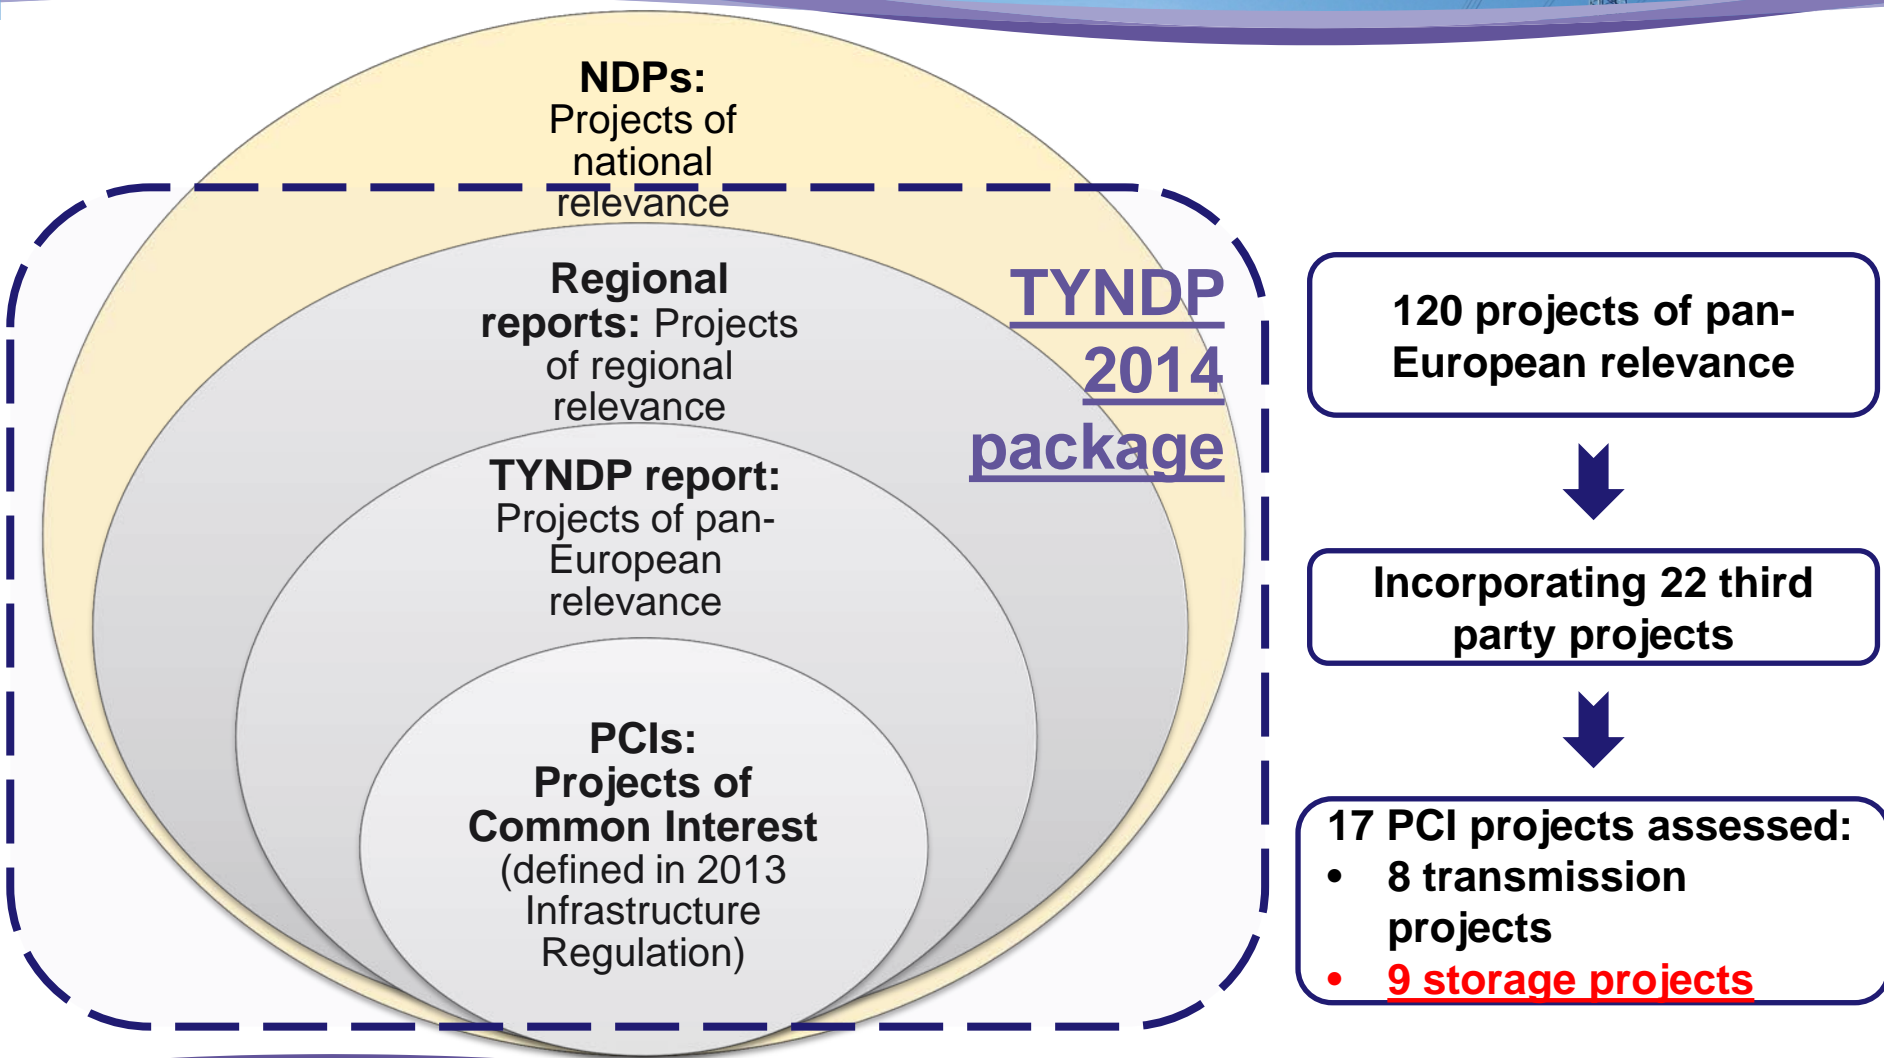 NDPs:
Projects of
national
relevance
Regional
reports: Projects
of regional
relevance
TYNDP report:
Projects of pan-
European
relevance
PCIs:
Projects of
Common Interest
(defined in 2013
Infrastructure
Regulation)
TYNDP
2014
package
120 projects of pan-
European relevance
Incorporating 22 third
party projects
17 PCI projects assessed:
• 8 transmission
projects
• 9 storage projects